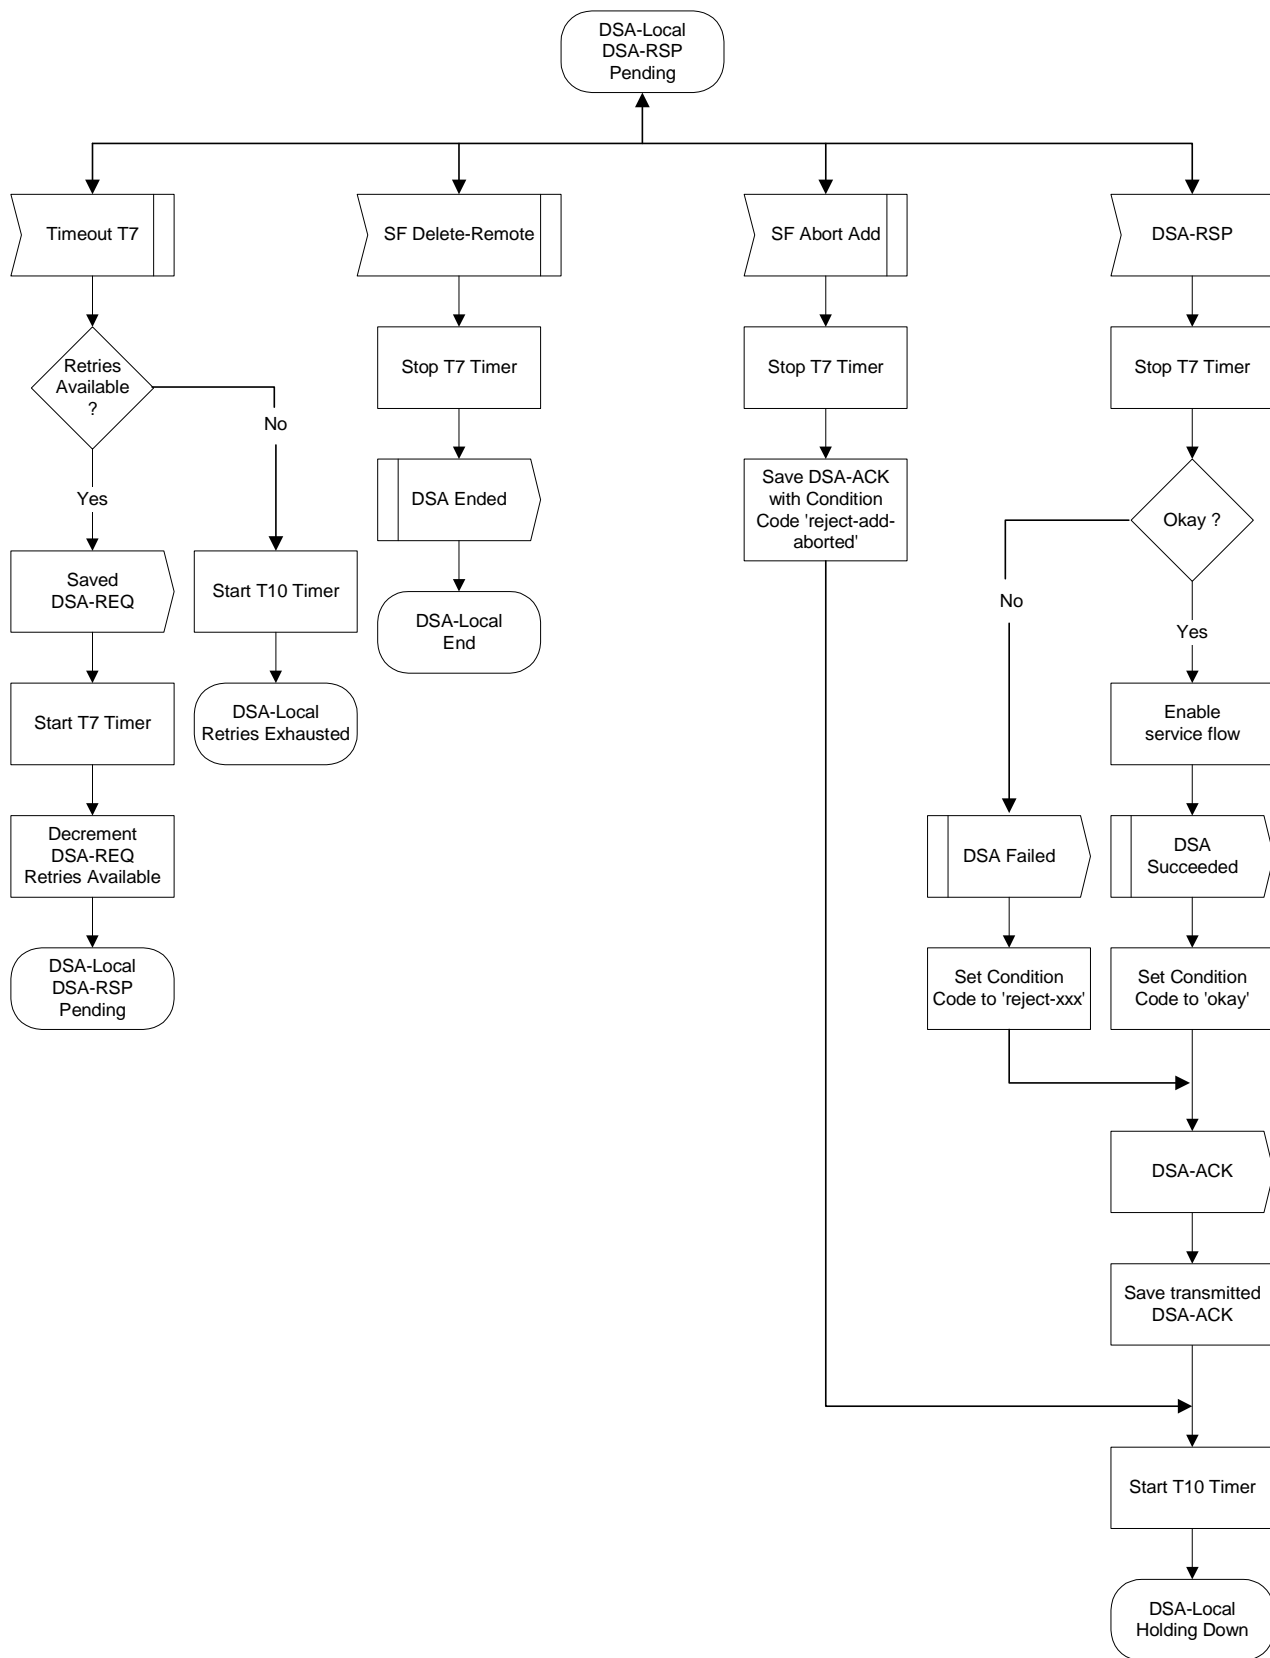 DSA-Local
DSA-RSP
Pending
Timeout T7
SF Delete-Remote
SF Abort Add
DSA-RSP
Retries
Available
?
Stop T7 Timer
Stop T7 Timer
Stop T7 Timer
No
Yes
DSA Ended
Save DSA-ACK
with Condition
Code 'reject-add-
aborted'
Okay ?
Saved
DSA-REQ
Start T10 Timer
DSA-Local
End
No
Yes
Start T7 Timer
DSA-Local
Retries Exhausted
Enable
service flow
Decrement
DSA-REQ
Retries Available
DSA Failed
DSA
Succeeded
DSA-Local
DSA-RSP
Pending
Set Condition
Code to 'reject-xxx'
Set Condition
Code to 'okay'
DSA-ACK
Save transmitted
DSA-ACK
Start T10 Timer
DSA-Local
Holding Down